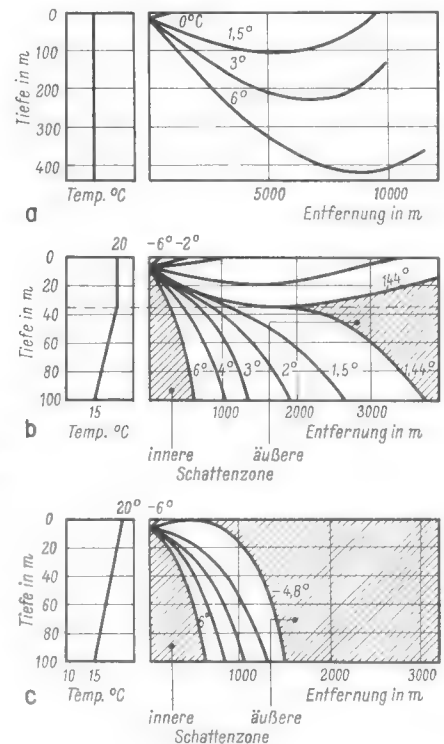 0
100
200
300
400
Tiefe in m
Temp. °C
a
0°C
1,5°
3°
6°
5000
10000
Entfernung in m
20
0
20
40
60
80
100
Tiefe in m
15
Temp. °C
b
-6°-2°
144°
6°
4°
3°
2°
1,5°
1,44°
1000
2000
3000
Entfernung in m
innere
äußere
Schattenzone
20°
0
20
40
60
80
100
Tiefe in m
10
15
Temp. °C
c
-6°
-4,8°
6°
0
1000
2000
3000
Entfernung in m
innere
äußere
Schattenzone